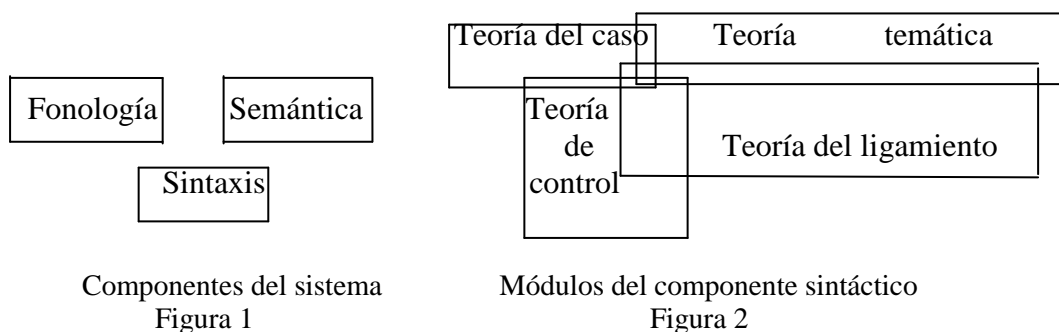 Teoría del caso Teoría temática
Fonología Semántica
Teoría
de
control
Teoría del ligamiento
Sintaxis
Componentes del sistema Módulos del componente sintáctico
Figura 1 Figura 2